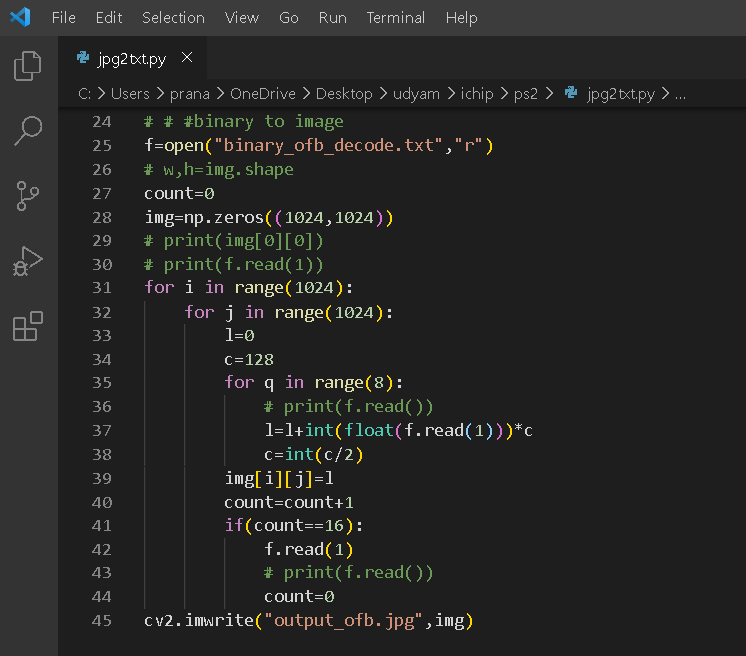 File Edit Selection View Go Run Terminal Help
jpg2txt.py
C: > Users > prana > OneDrive > Desktop > udyam > ichip > ps2 > jpg2txt.py > ...
24 # # #binary to image
25 f=open("binary_ofb_decode.txt","r")
26 # w,h=img.shape
27 count=0
28 img=np.zeros((1024,1024))
29 # print(img[0][0])
30 # print(f.read(1))
31 for i in range(1024):
32     for j in range(1024):
33         l=0
34         c=128
35         for q in range(8):
36             # print(f.read())
37             l=l+int(float(f.read(1)))*c
38             c=int(c/2)
39         img[i][j]=l
40         count=count+1
41         if(count==16):
42             f.read(1)
43             # print(f.read())
44             count=0
45 cv2.imwrite("output_ofb.jpg",img)